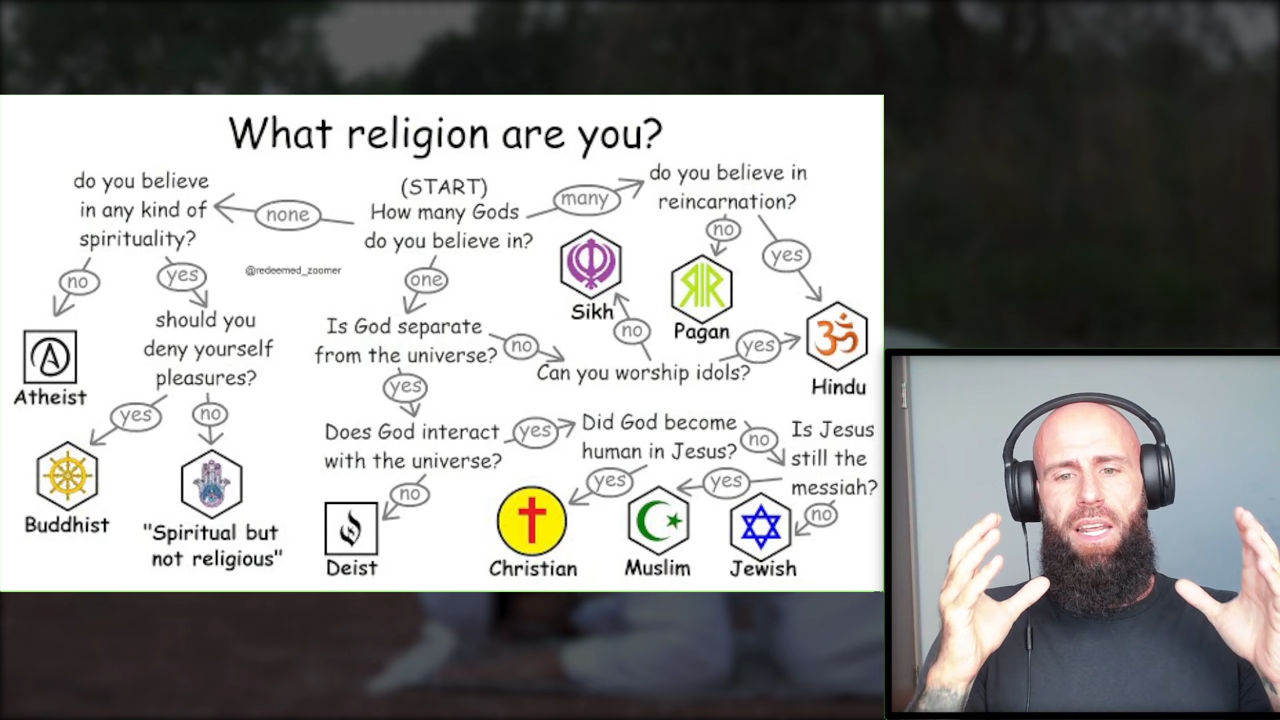 What religion are you?
do you believe
in any kind of
spirituality?
none
(START)
How many Gods
do you believe in?
many
do you believe in
reincarnation?
@redeemed_zoomer
no
yes
one
no
yes
Sikh
Pagan
Hindu
Atheist
should you
deny yourself
pleasures?
Is God separate
from the universe?
no
no
yes
Can you worship idols?
yes
yes
no
Does God interact
with the universe?
yes
Did God become
human in Jesus?
no
Is Jesus
still the
messiah?
Buddhist
"Spiritual but
not religious"
no
Deist
yes
Christian
yes
Muslim
no
Jewish